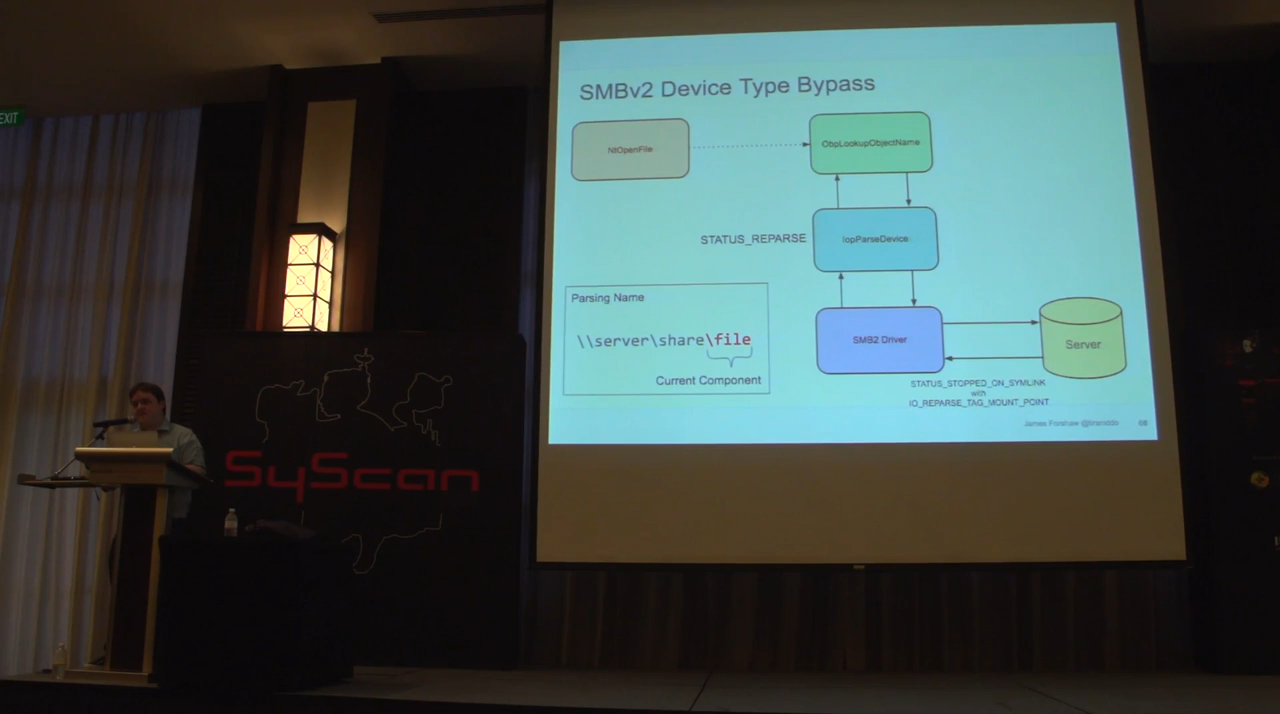 EXIT
SMBv2 Device Type Bypass
NtOpenFile
ObpLookupObjectName
STATUS_REPARSE
IopParseDevice
Parsing Name
\\server\share\file
Current Component
SMB2 Driver
Server
STATUS_STOPPED_ON_SYMLINK
with
IO_REPARSE_TAG_MOUNT_POINT
James Forshaw @tiraniddo
68
SyScan